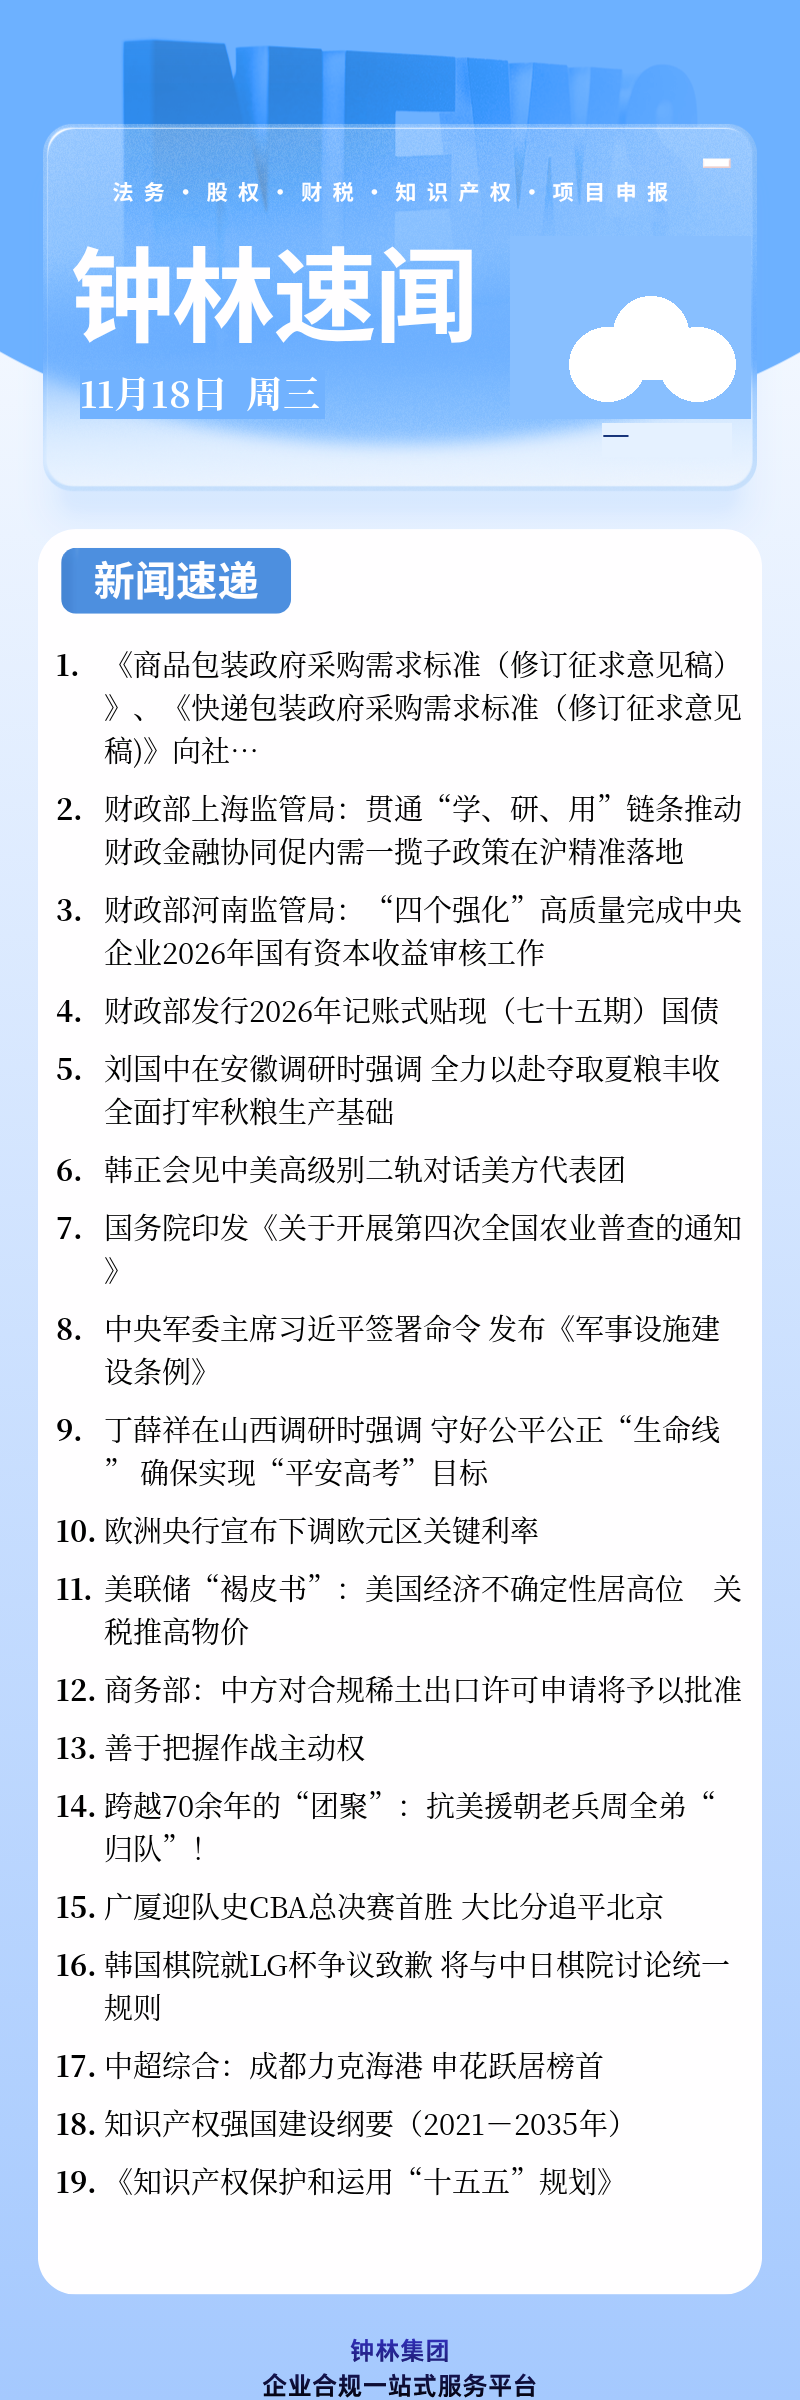 NEWS
法务·股权·财税·知识产权·项目申报
钟林速闻
11月18日 周三
新闻速递
1. 《商品包装政府采购需求标准（修订征求意见稿）
》、《快递包装政府采购需求标准（修订征求意见
稿)》向社…
2. 财政部上海监管局：贯通“学、研、用”链条推动
财政金融协同促内需一揽子政策在沪精准落地
3. 财政部河南监管局：“四个强化”高质量完成中央
企业2026年国有资本收益审核工作
4. 财政部发行2026年记账式贴现（七十五期）国债
5. 刘国中在安徽调研时强调 全力以赴夺取夏粮丰收
全面打牢秋粮生产基础
6. 韩正会见中美高级别二轨对话美方代表团
7. 国务院印发《关于开展第四次全国农业普查的通知
》
8. 中央军委主席习近平签署命令 发布《军事设施建
设条例》
9. 丁薛祥在山西调研时强调 守好公平公正“生命线
” 确保实现“平安高考”目标
10. 欧洲央行宣布下调欧元区关键利率
11. 美联储“褐皮书”：美国经济不确定性居高位　关
税推高物价
12. 商务部：中方对合规稀土出口许可申请将予以批准
13. 善于把握作战主动权
14. 跨越70余年的“团聚”：抗美援朝老兵周全弟“
归队”！
15. 广厦迎队史CBA总决赛首胜 大比分追平北京
16. 韩国棋院就LG杯争议致歉 将与中日棋院讨论统一
规则
17. 中超综合：成都力克海港 申花跃居榜首
18. 知识产权强国建设纲要（2021－2035年）
19. 《知识产权保护和运用“十五五”规划》
钟林集团
企业合规一站式服务平台